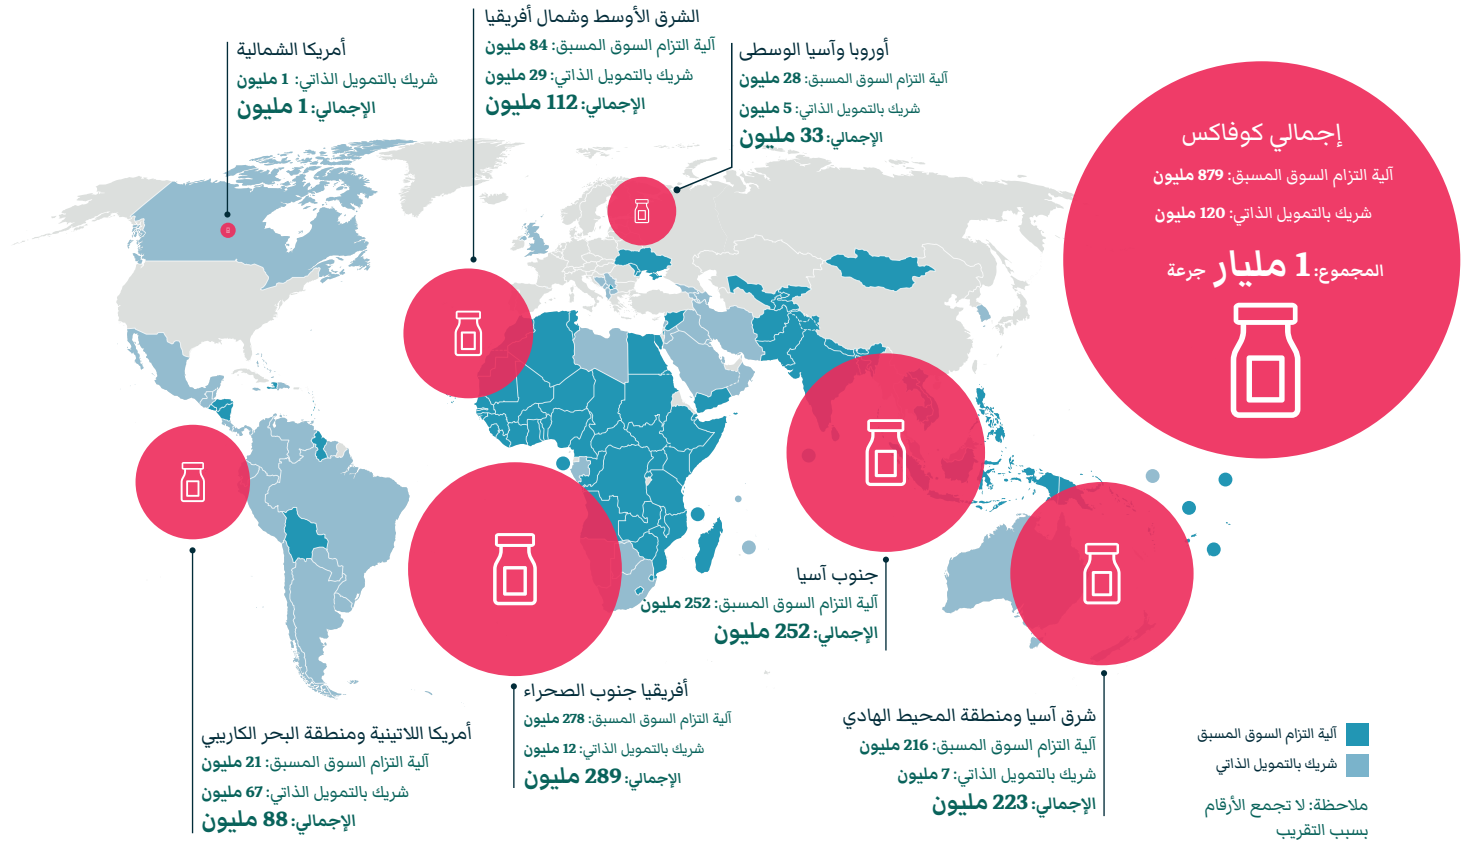 الشرق الأوسط وشمال أفريقيا
آلية التزام السوق المسبق: 84 مليون
شريك بالتمويل الذاتي: 29 مليون
الإجمالي: 112 مليون
أوروبا وآسيا الوسطى
آلية التزام السوق المسبق: 28 مليون
شريك بالتمويل الذاتي: 5 مليون
الإجمالي: 33 مليون
أمريكا الشمالية
شريك بالتمويل الذاتي: 1 مليون
الإجمالي: 1 مليون
إجمالي كوفاكس
آلية التزام السوق المسبق: 879 مليون
شريك بالتمويل الذاتي: 120 مليون
المجموع: 1 مليار جرعة
جنوب آسيا
آلية التزام السوق المسبق: 252 مليون
الإجمالي: 252 مليون
شرق آسيا ومنطقة المحيط الهادي
آلية التزام السوق المسبق: 216 مليون
شريك بالتمويل الذاتي: 7 مليون
الإجمالي: 223 مليون
أفريقيا جنوب الصحراء
آلية التزام السوق المسبق: 278 مليون
شريك بالتمويل الذاتي: 12 مليون
الإجمالي: 289 مليون
أمريكا اللاتينية ومنطقة البحر الكاريبي
آلية التزام السوق المسبق: 21 مليون
شريك بالتمويل الذاتي: 67 مليون
الإجمالي: 88 مليون
آلية التزام السوق المسبق
شريك بالتمويل الذاتي
ملاحظة: لا تجمع الأرقام
بسبب التقريب